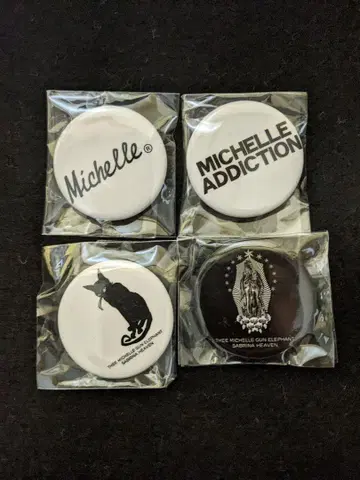 Michelle®
MICHELLE
ADDICTION
THEE MICHELLE GUN ELEPHANT
SABRINA HEAVEN
THEE MICHELLE GUN ELEPHANT
SABRINA HEAVEN